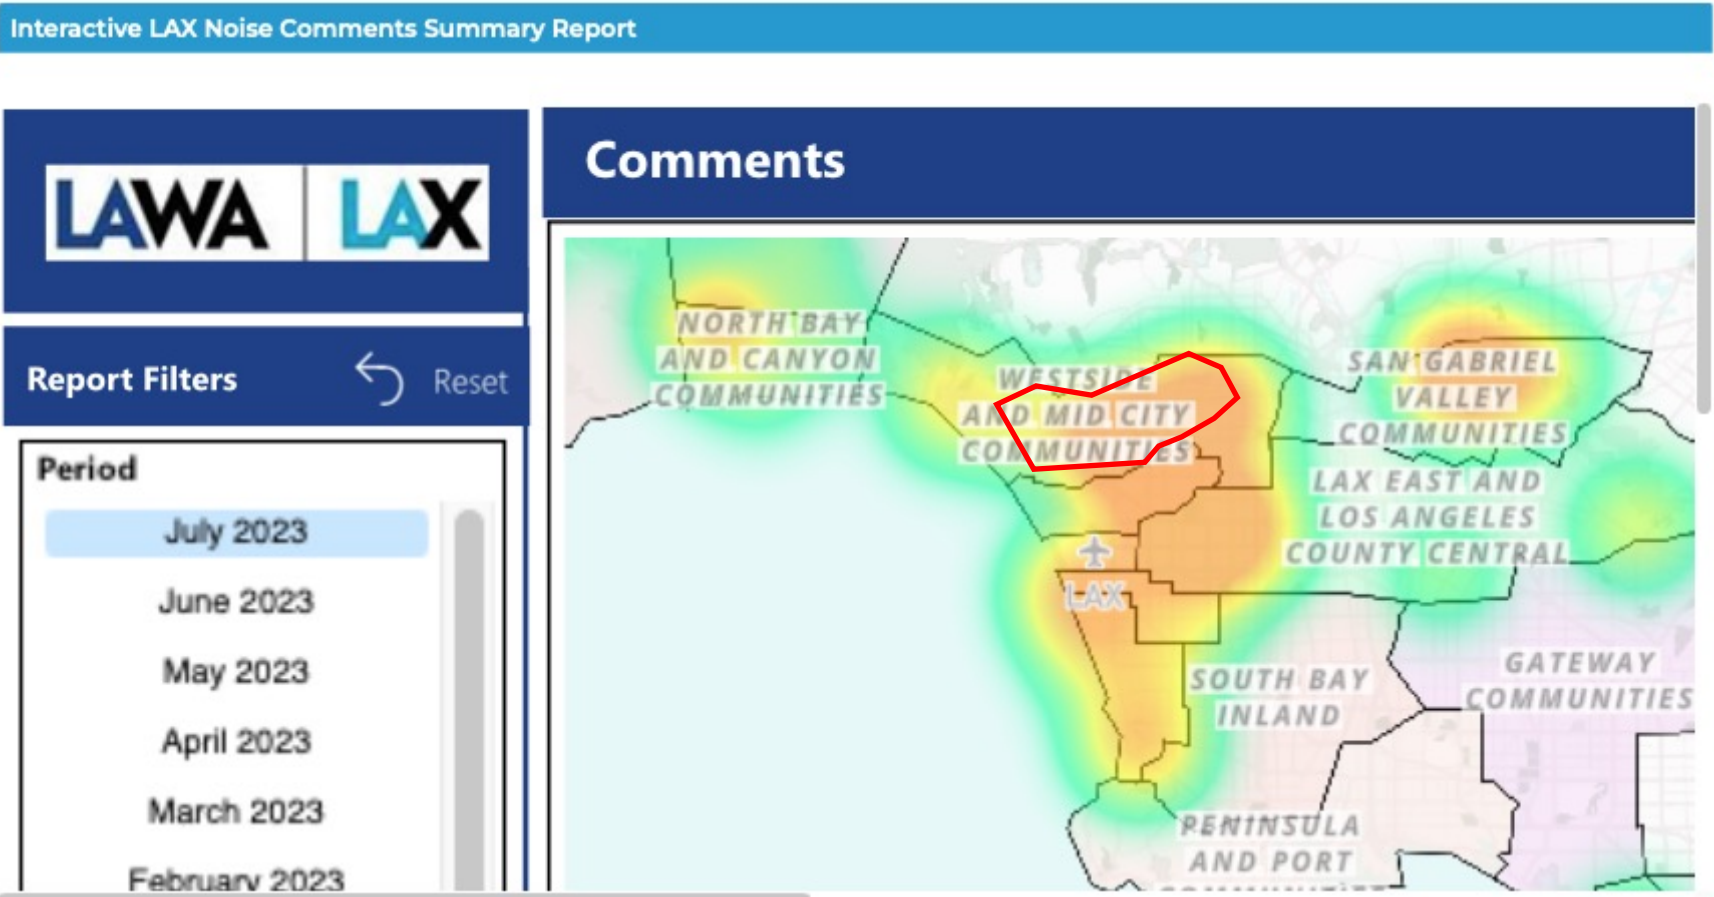 Interactive LAX Noise Comments Summary Report
LAWA LAX
Comments
Report Filters
Reset
Period
July 2023
June 2023
May 2023
April 2023
March 2023
February 2023
NORTH BAY
AND CANYON
COMMUNITIES
WESTSIDE
AND MID CITY
COMMUNITIES
SAN GABRIEL
VALLEY
COMMUNITIES
LAX EAST AND
LOS ANGELES
COUNTY CENTRAL
LAX
SOUTH BAY
INLAND
GATEWAY
COMMUNITIES
PENINSULA
AND PORT
COMMUNITIES